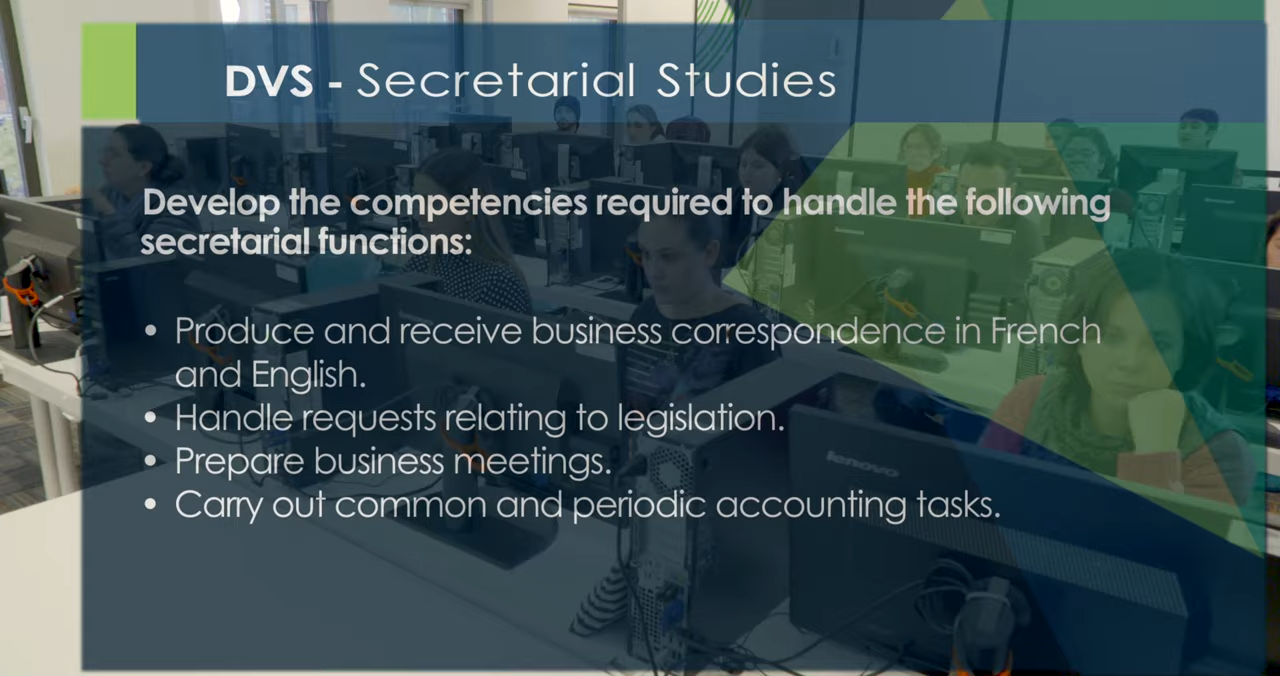 DVS - Secretarial Studies
Develop the competencies required to handle the following
secretarial functions:
• Produce and receive business correspondence in French
and English.
• Handle requests relating to legislation.
• Prepare business meetings.
• Carry out common and periodic accounting tasks.
lenovo